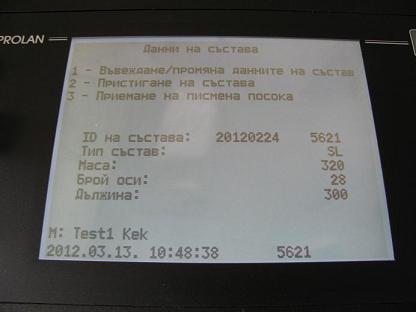 PROLAN
Данни на състава
1 - Въвеждане/промяна данните на състав
2 - Пристигане на състава
3 - Приемане на писмена посока
ID на състава: 20120224 5621
Тип състав: SL
Маса: 320
Брой оси: 28
Дължина: 300
М: Test1 Kek
2012.03.13. 10:48:38 5621